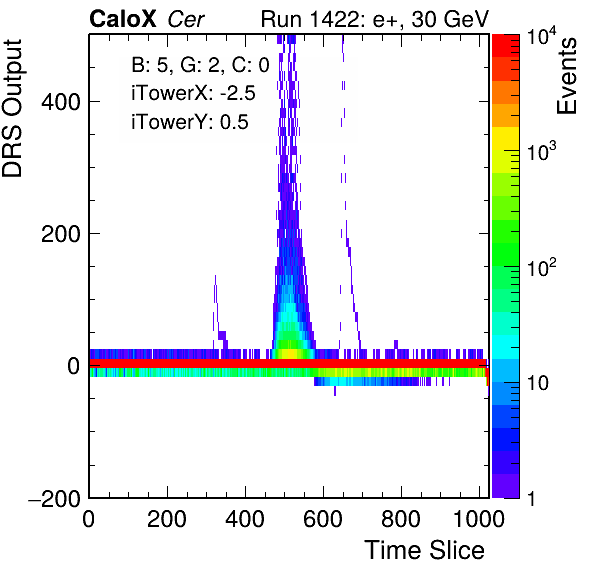 CaloX Cer
Run 1422: e+, 30 GeV
B: 5, G: 2, C: 0
iTowerX: -2.5
iTowerY: 0.5
DRS Output
400
200
0
−200
0 200 400 600 800 1000
Time Slice
Events
10^4
10^3
10^2
10
1